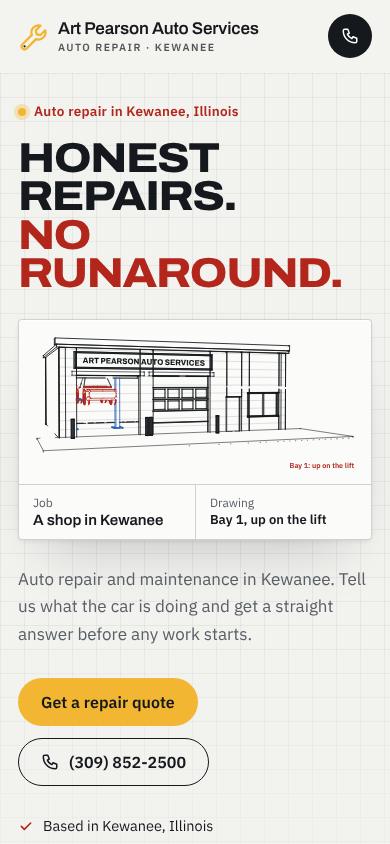 Art Pearson Auto Services
AUTO REPAIR · KEWANEE
Auto repair in Kewanee, Illinois
HONEST
REPAIRS.
NO
RUNAROUND.
ART PEARSON AUTO SERVICES
Bay 1: up on the lift
Job
A shop in Kewanee
Drawing
Bay 1, up on the lift
Auto repair and maintenance in Kewanee. Tell
us what the car is doing and get a straight
answer before any work starts.
Get a repair quote
(309) 852-2500
Based in Kewanee, Illinois